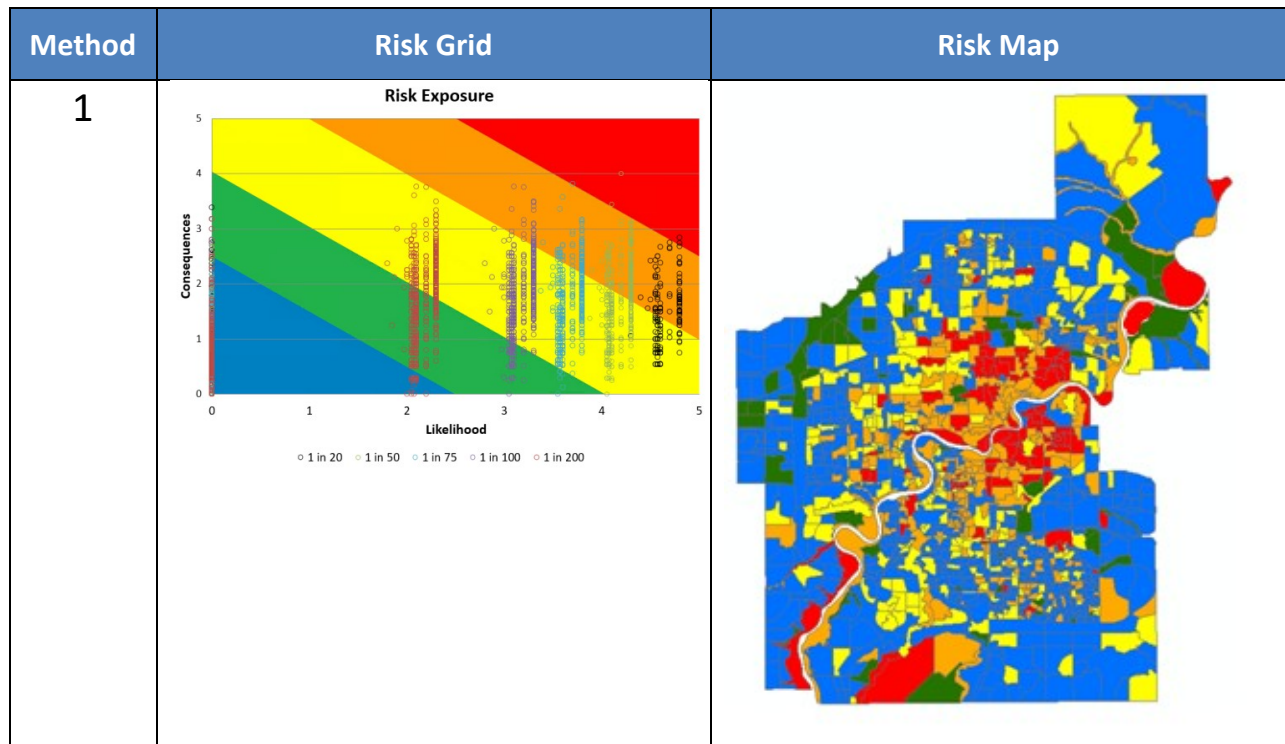 Method Risk Grid Risk Map
1
Risk Exposure
5
4
3
2
1
0
Consequences
0 1 2 3 4 5
Likelihood
1 in 20 1 in 50 1 in 75 1 in 100 1 in 200